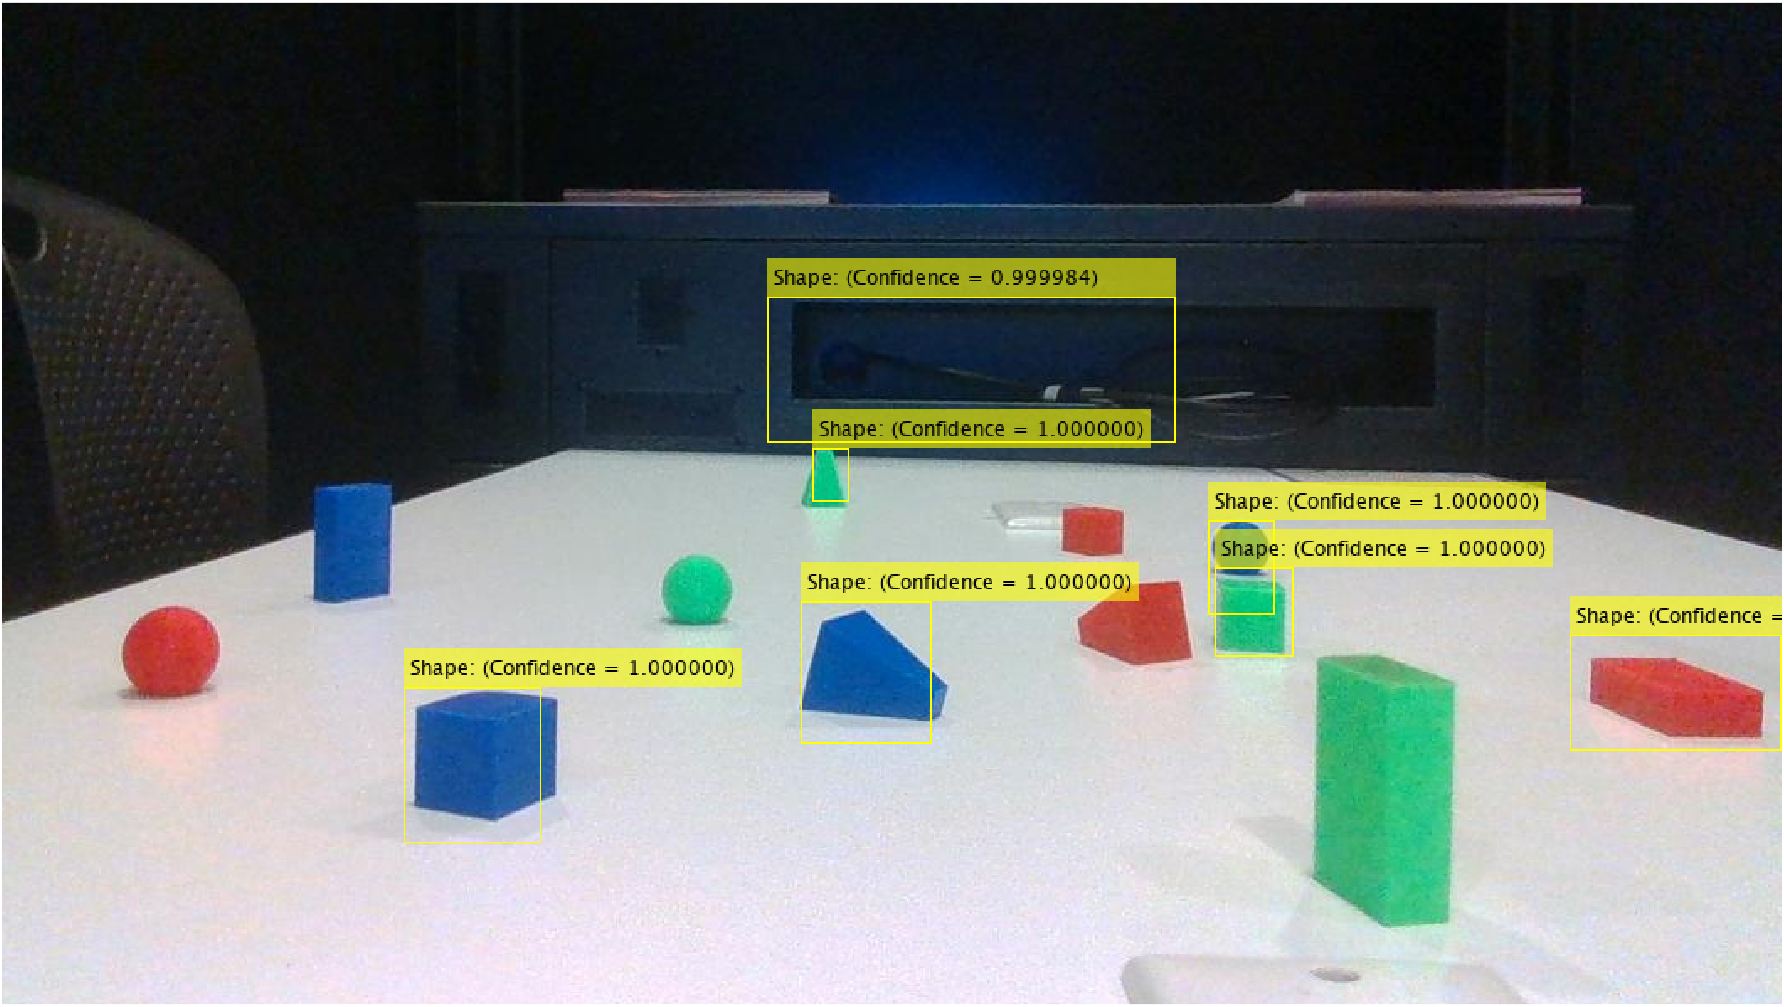 Shape: (Confidence = 0.999984)
Shape: (Confidence = 1.000000)
Shape: (Confidence = 1.000000)
Shape: (Confidence = 1.000000)
Shape: (Confidence = 1.000000)
Shape: (Confidence =
Shape: (Confidence = 1.000000)